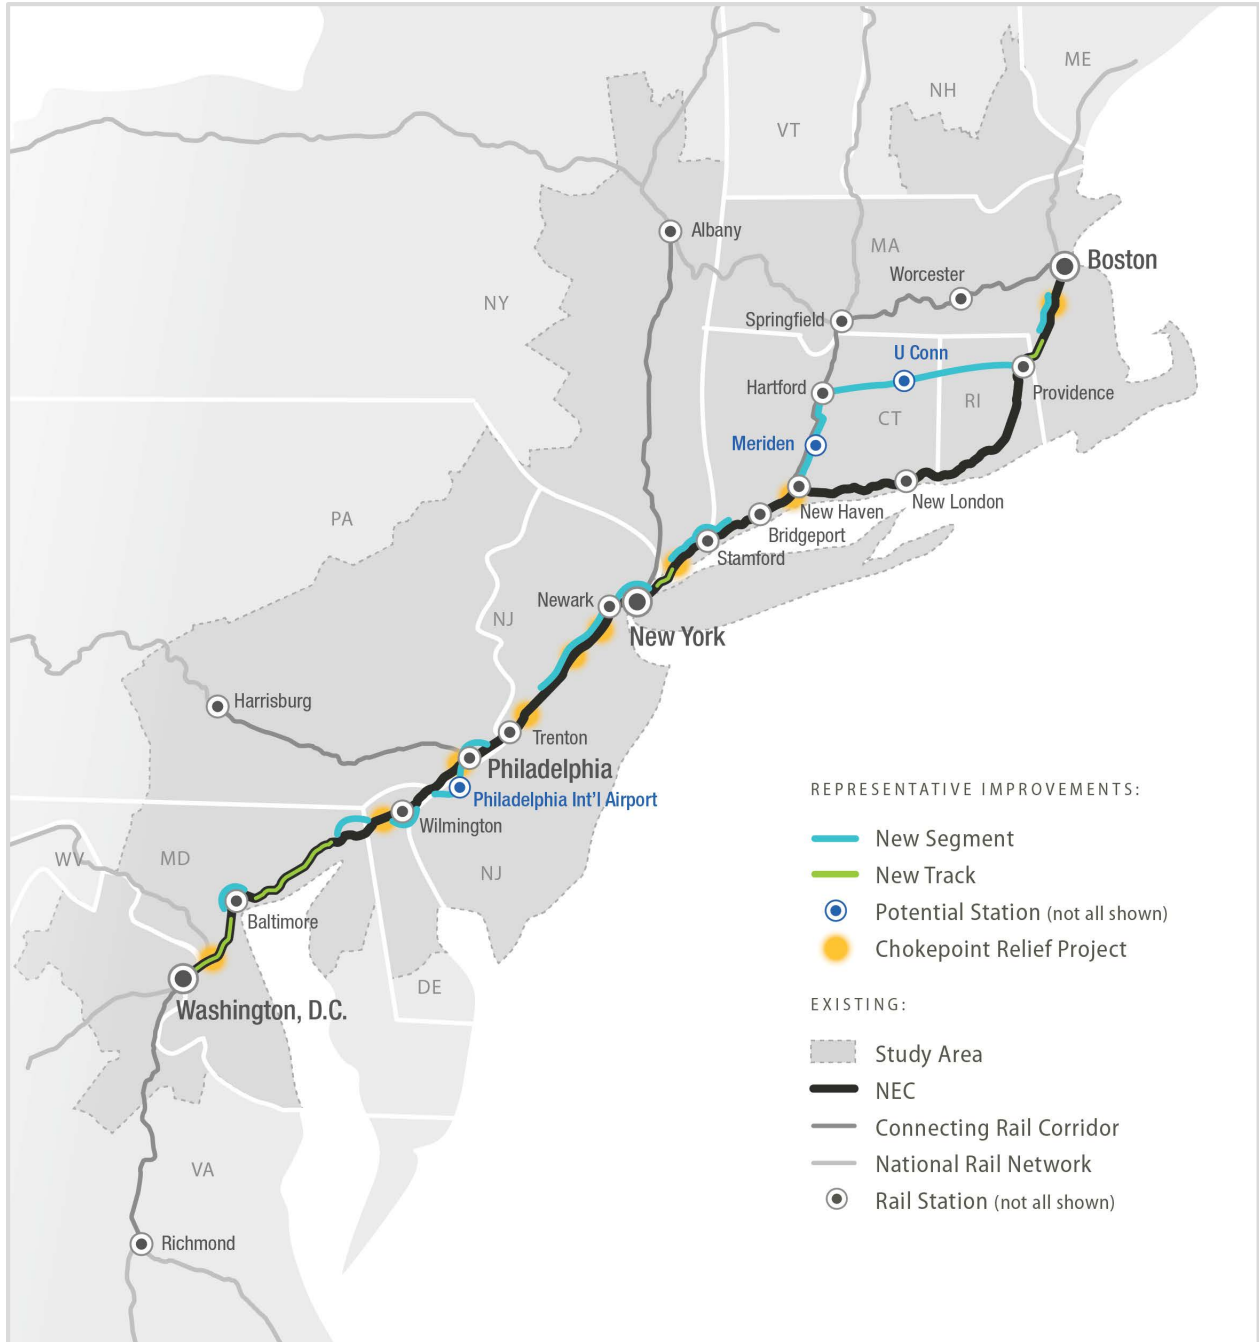 ME
NH
VT
Albany
MA
Boston
Worcester
NY
Springfield
U Conn
Hartford
Providence
RI
CT
Meriden
New London
New Haven
PA
Bridgeport
Stamford
Newark
NJ
New York
Harrisburg
Trenton
Philadelphia
Philadelphia Int'l Airport
Wilmington
WV
MD
NJ
Baltimore
DE
Washington, D.C.
VA
Richmond
REPRESENTATIVE IMPROVEMENTS:
New Segment
New Track
Potential Station (not all shown)
Chokepoint Relief Project
EXISTING:
Study Area
NEC
Connecting Rail Corridor
National Rail Network
Rail Station (not all shown)